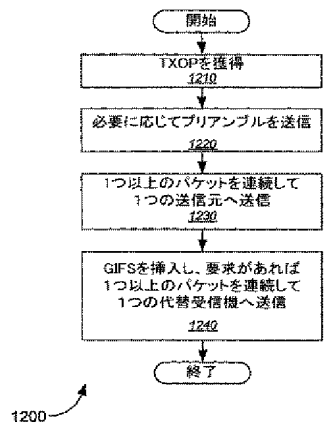 開始
TXOPを獲得
1210
必要に応じてプリアンブルを送信
1220
1つ以上のパケットを連続して
1つの送信元へ送信
1230
GIFSを挿入し、要求があれば
1つ以上のパケットを連続して
1つの代替受信機へ送信
1240
終了
1200